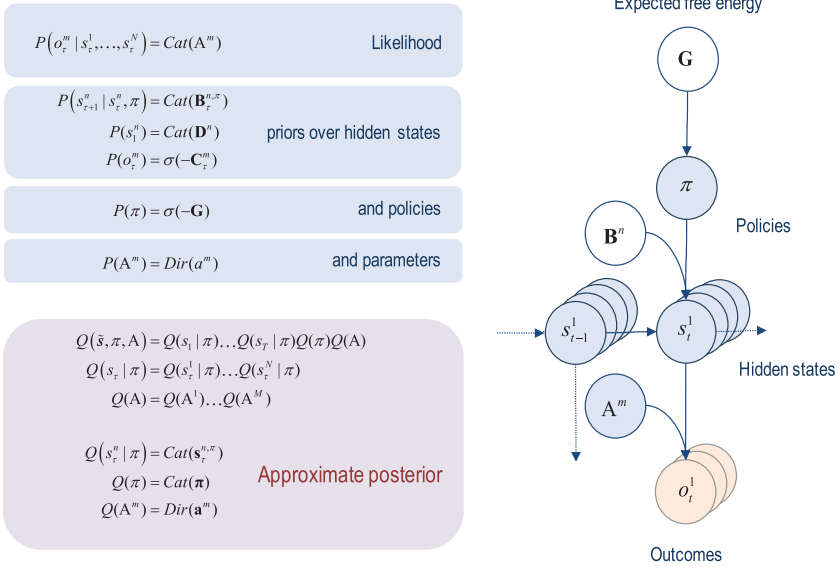 P(o_τ^m | s_τ^1,…,s_τ^N) = Cat(A^m) Likelihood
P(s_{τ+1}^n | s_τ^n, π) = Cat(B_τ^{n,π})
P(s_1^n) = Cat(D^n) priors over hidden states
P(o_τ^m) = σ(−C_τ^m)
P(π) = σ(−G) and policies
P(A^m) = Dir(a^m) and parameters
Q(s̃, π, A) = Q(s_1 | π)…Q(s_T | π)Q(π)Q(A)
Q(s_τ | π) = Q(s_τ^1 | π)…Q(s_τ^N | π)
Q(A) = Q(A^1)…Q(A^M)
Q(s_τ^n | π) = Cat(s_τ^{n,π})
Q(π) = Cat(π) Approximate posterior
Q(A^m) = Dir(a^m)
Expected free energy
G
π
Policies
B^n
s_{t−1}^1
s_t^1
Hidden states
A^m
o_t^1
Outcomes